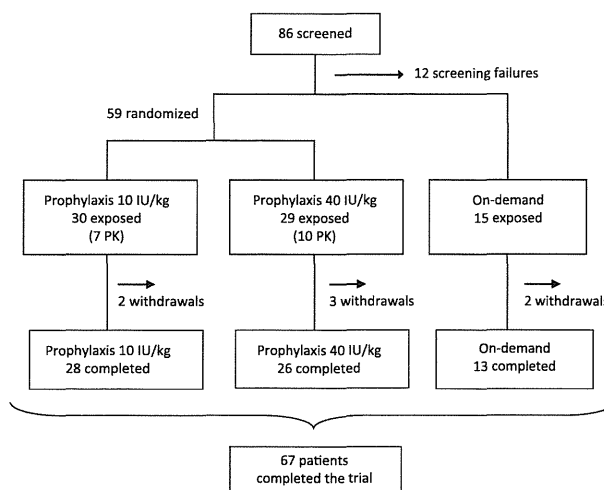 86 screened
12 screening failures
59 randomized
Prophylaxis 10 IU/kg
30 exposed
(7 PK)
Prophylaxis 40 IU/kg
29 exposed
(10 PK)
On-demand
15 exposed
2 withdrawals
3 withdrawals
2 withdrawals
Prophylaxis 10 IU/kg
28 completed
Prophylaxis 40 IU/kg
26 completed
On-demand
13 completed
67 patients
completed the trial